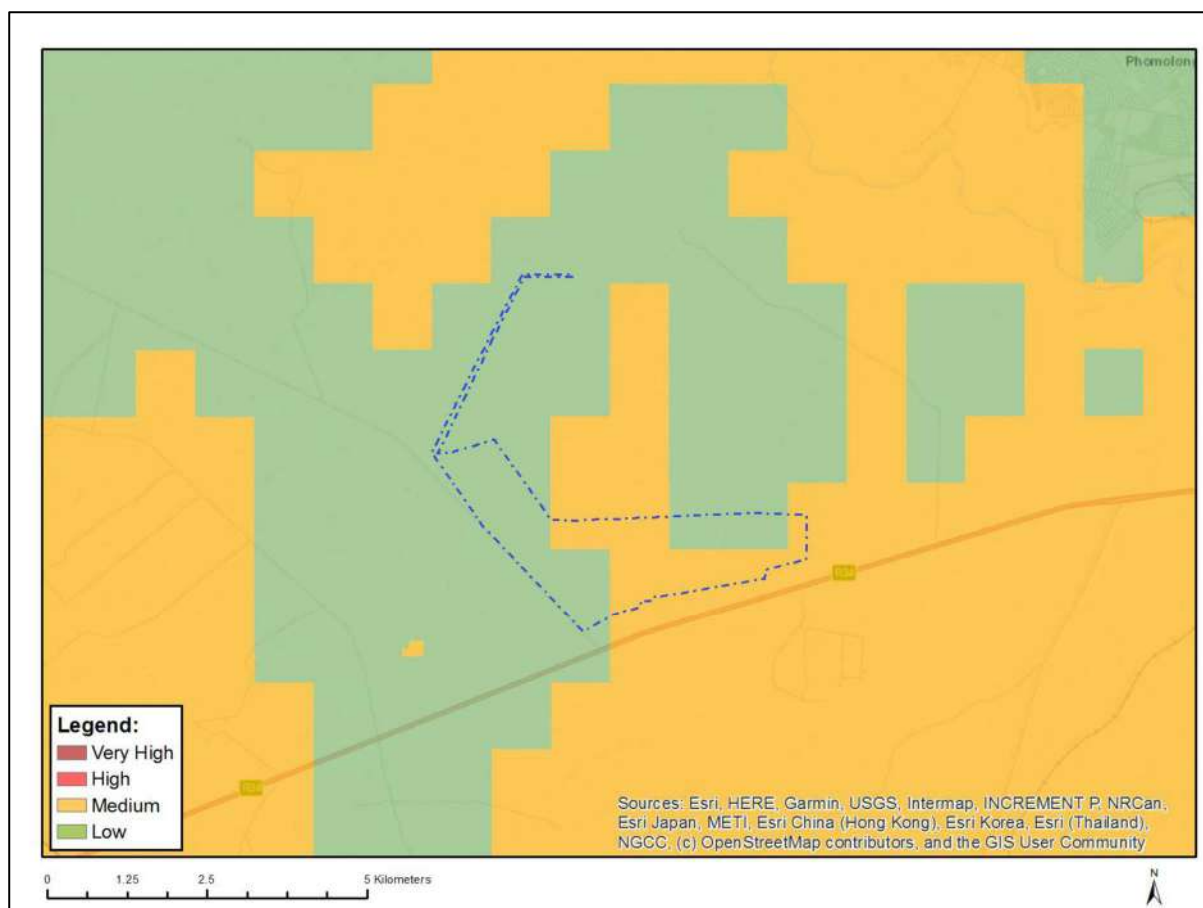 Phomolong
R34
Legend:
Very High
High
Medium
Low
Sources: Esri, HERE, Garmin, USGS, Intermap, INCREMENT P, NRCan,
Esri Japan, METI, Esri China (Hong Kong), Esri Korea, Esri (Thailand),
NGCC, (c) OpenStreetMap contributors, and the GIS User Community
0 1.25 2.5 5 Kilometers
N